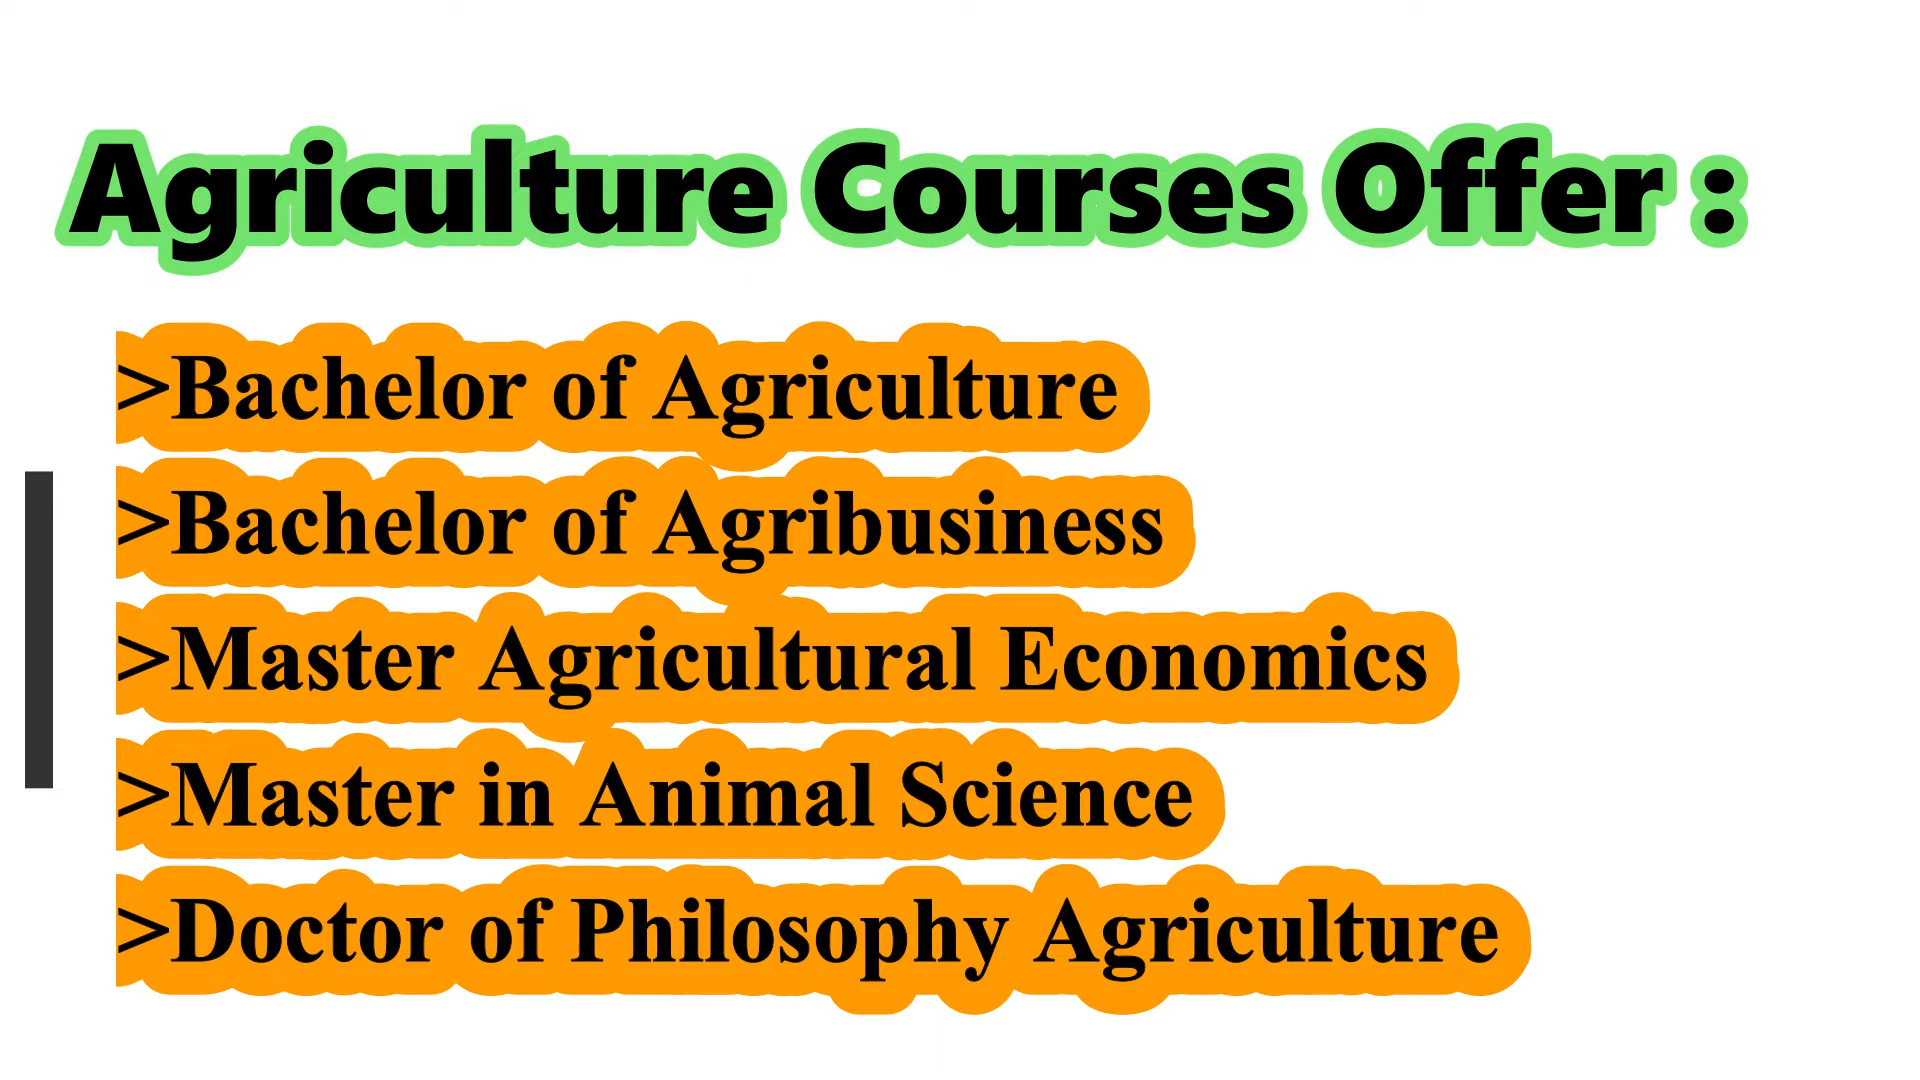 Agriculture Courses Offer :
>Bachelor of Agriculture
>Bachelor of Agribusiness
>Master Agricultural Economics
>Master in Animal Science
>Doctor of Philosophy Agriculture